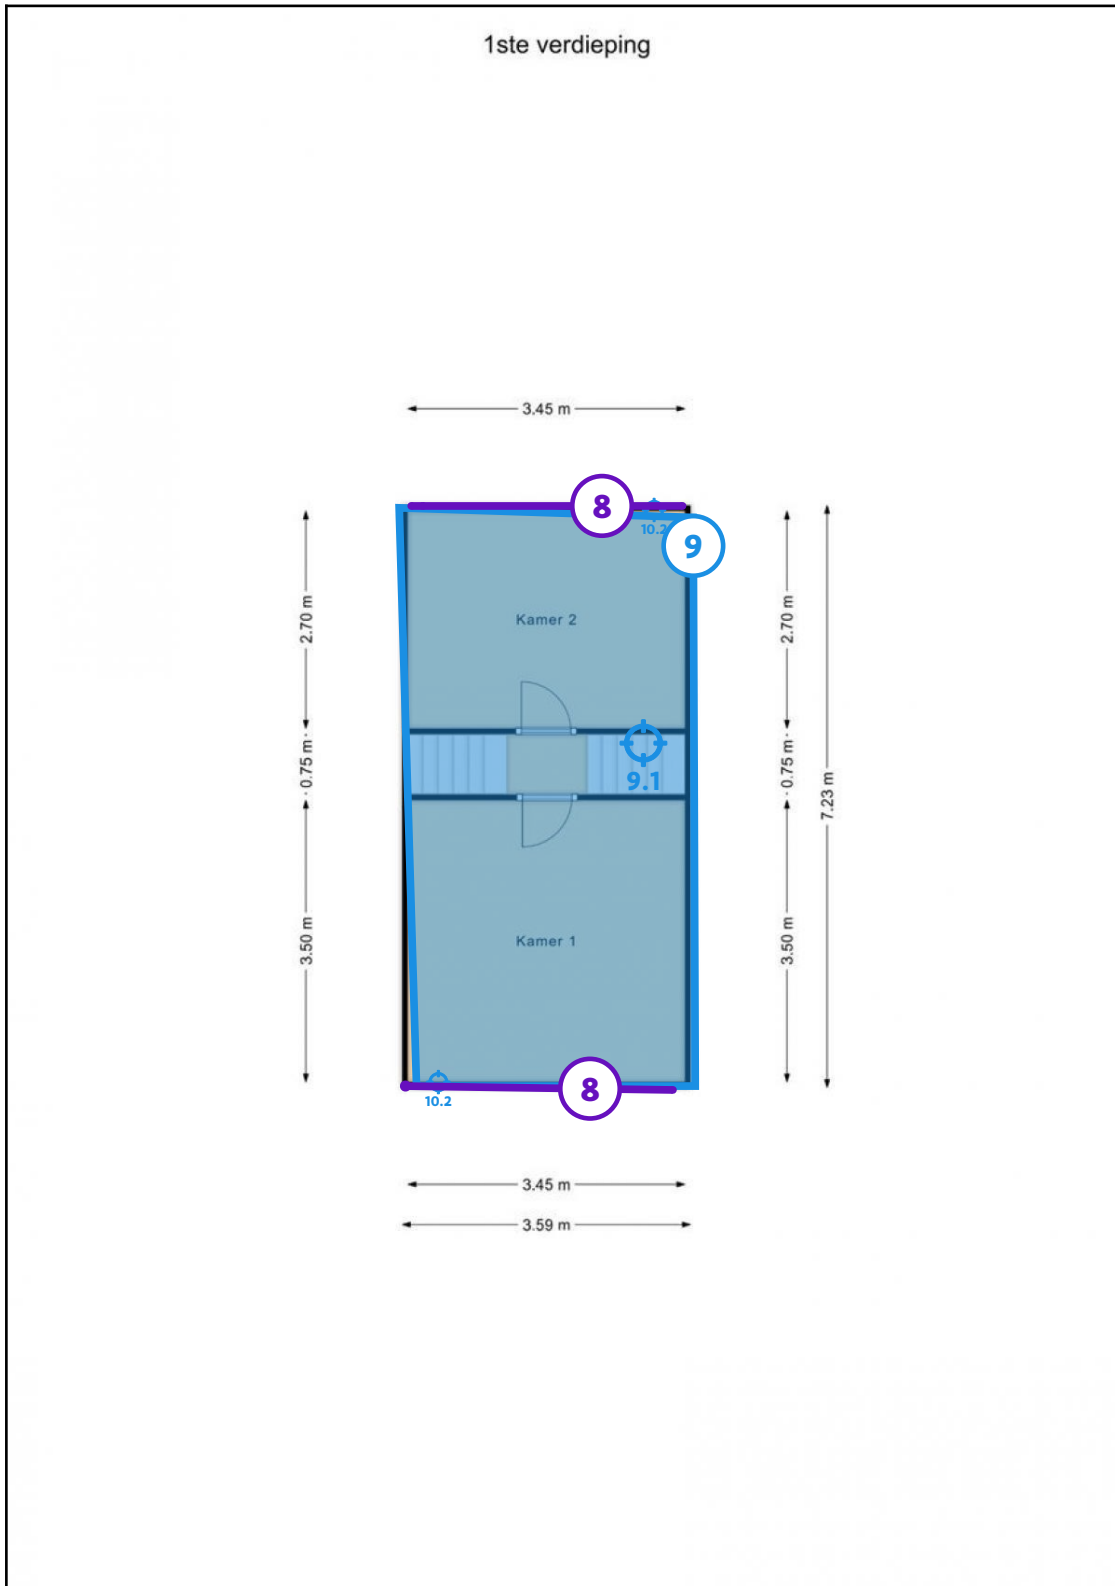 1ste verdieping
3.45 m
8
10.2
9
2.70 m
2.70 m
Kamer 2
0.75 m
0.75 m
9.1
7.23 m
3.50 m
3.50 m
Kamer 1
10.2
8
3.45 m
3.59 m